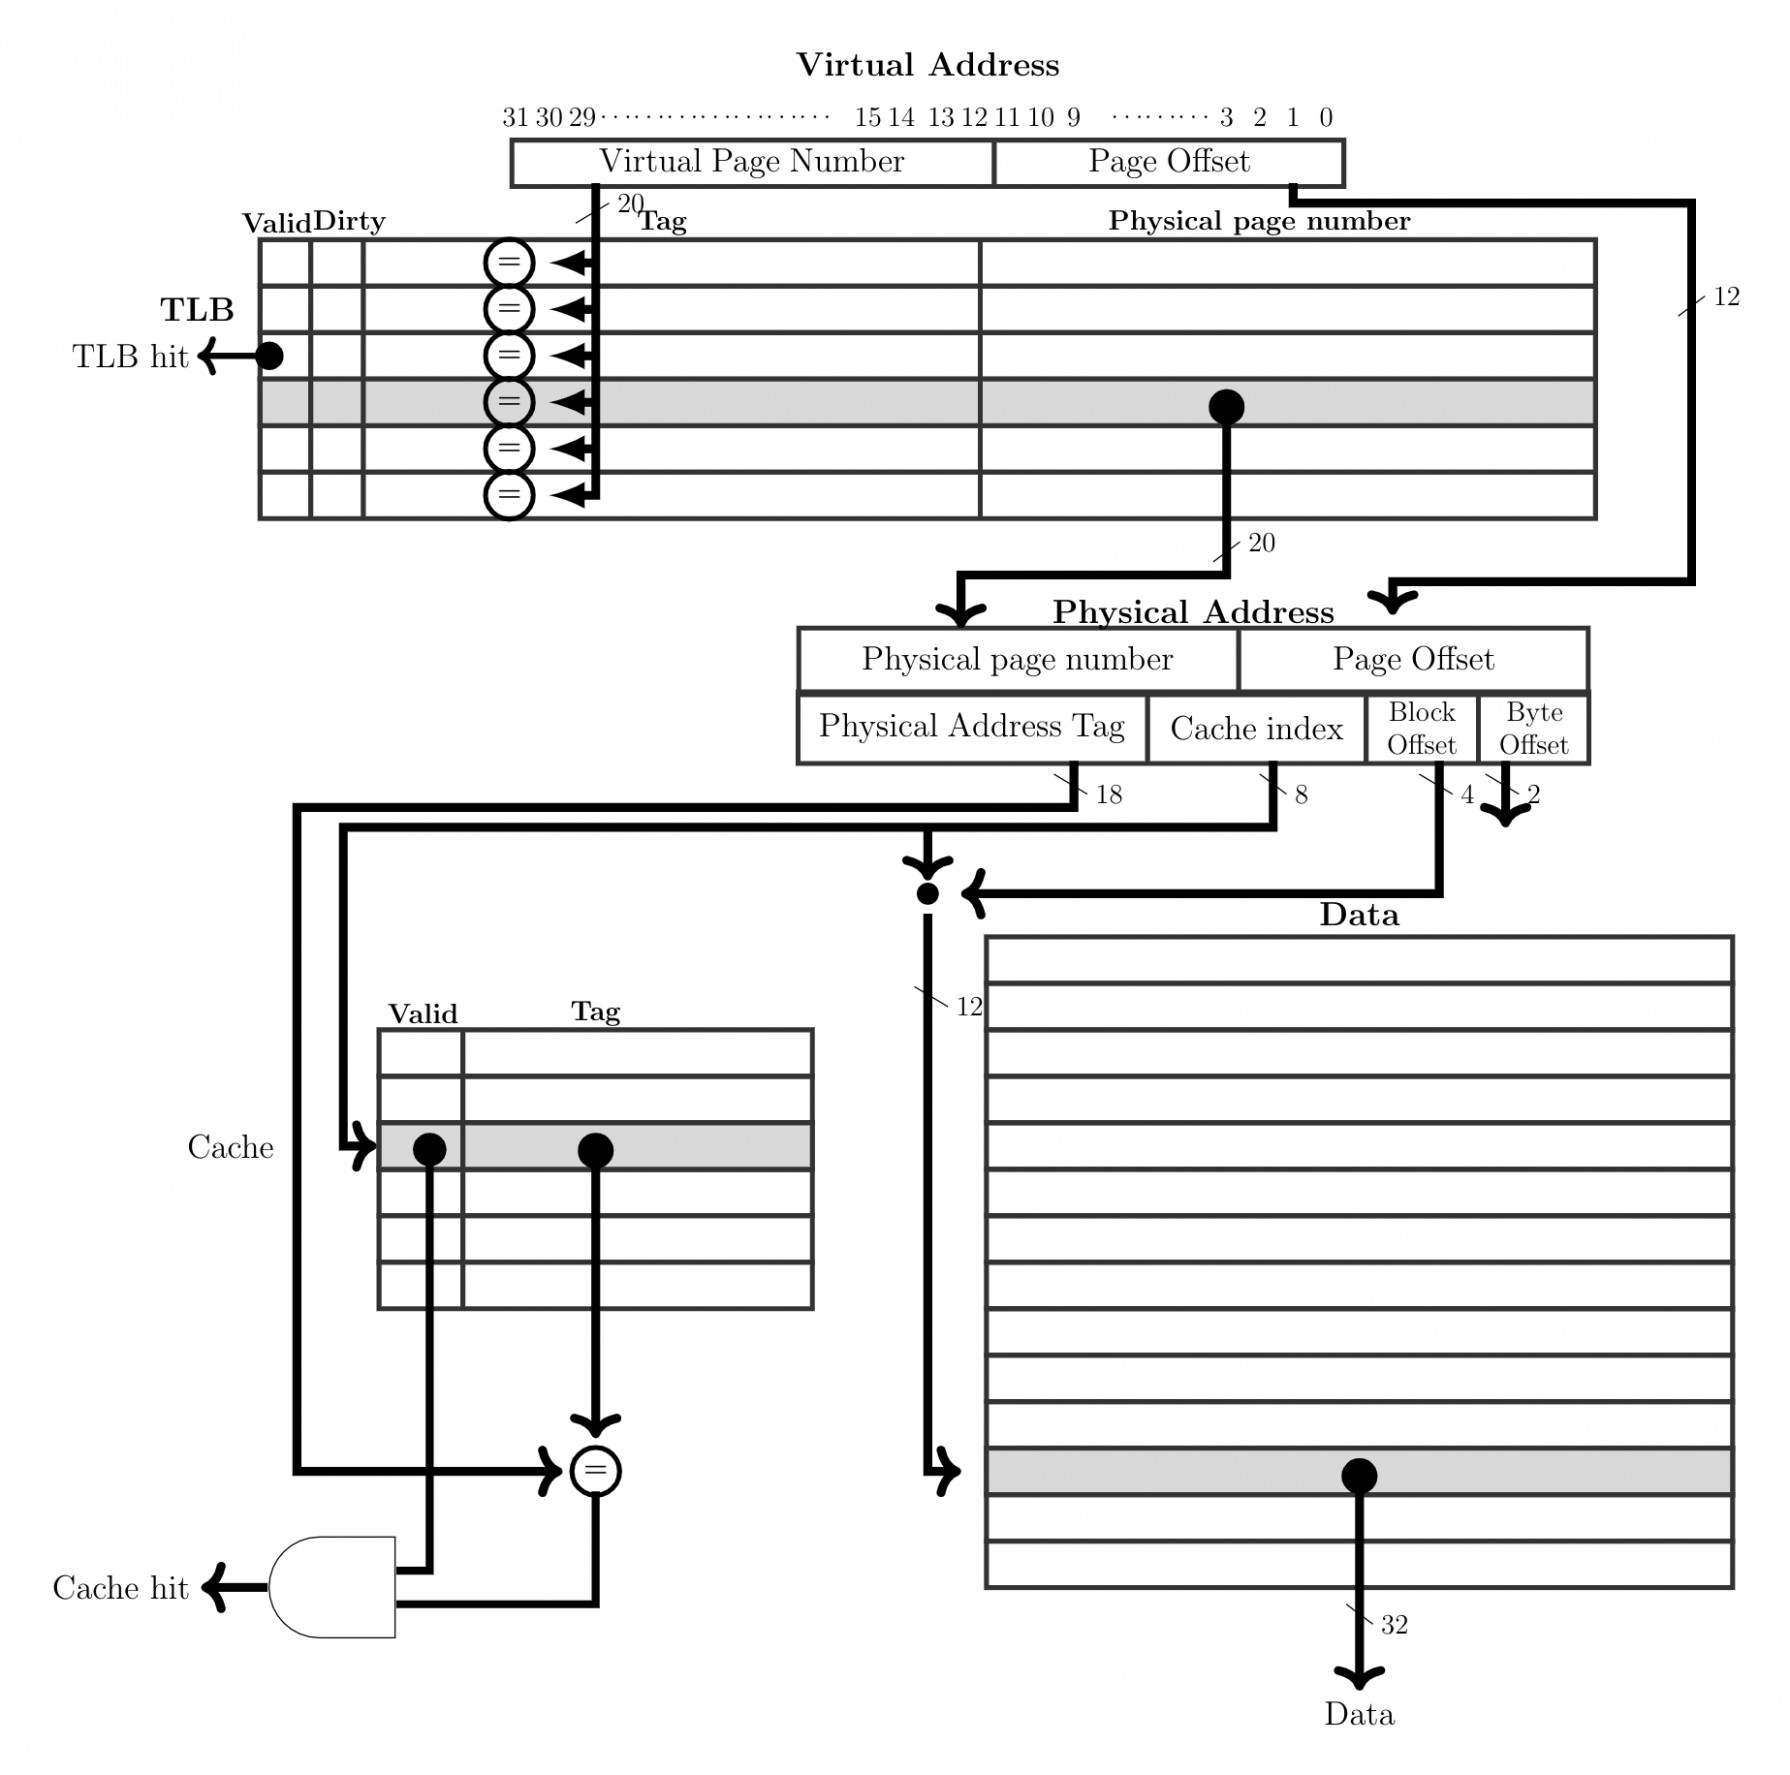 Virtual Address
31 30 29 ..................... 15 14 13 12 11 10 9 ......... 3 2 1 0
Virtual Page Number Page Offset
20
Valid Dirty Tag Physical page number
=
=
TLB
12
TLB hit
=
=
=
=
20
Physical Address
Physical page number Page Offset
Physical Address Tag Cache index Block Offset Byte Offset
18 8 4 2
Data
12
Valid Tag
Cache
=
Cache hit
32
Data